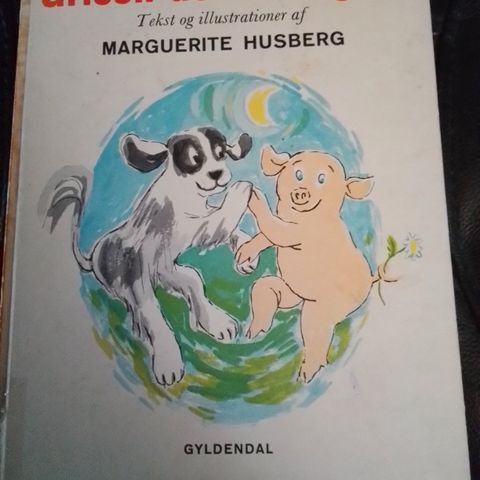 Tekst og illustrationer af
MARGUERITE HUSBERG
GYLDENDAL